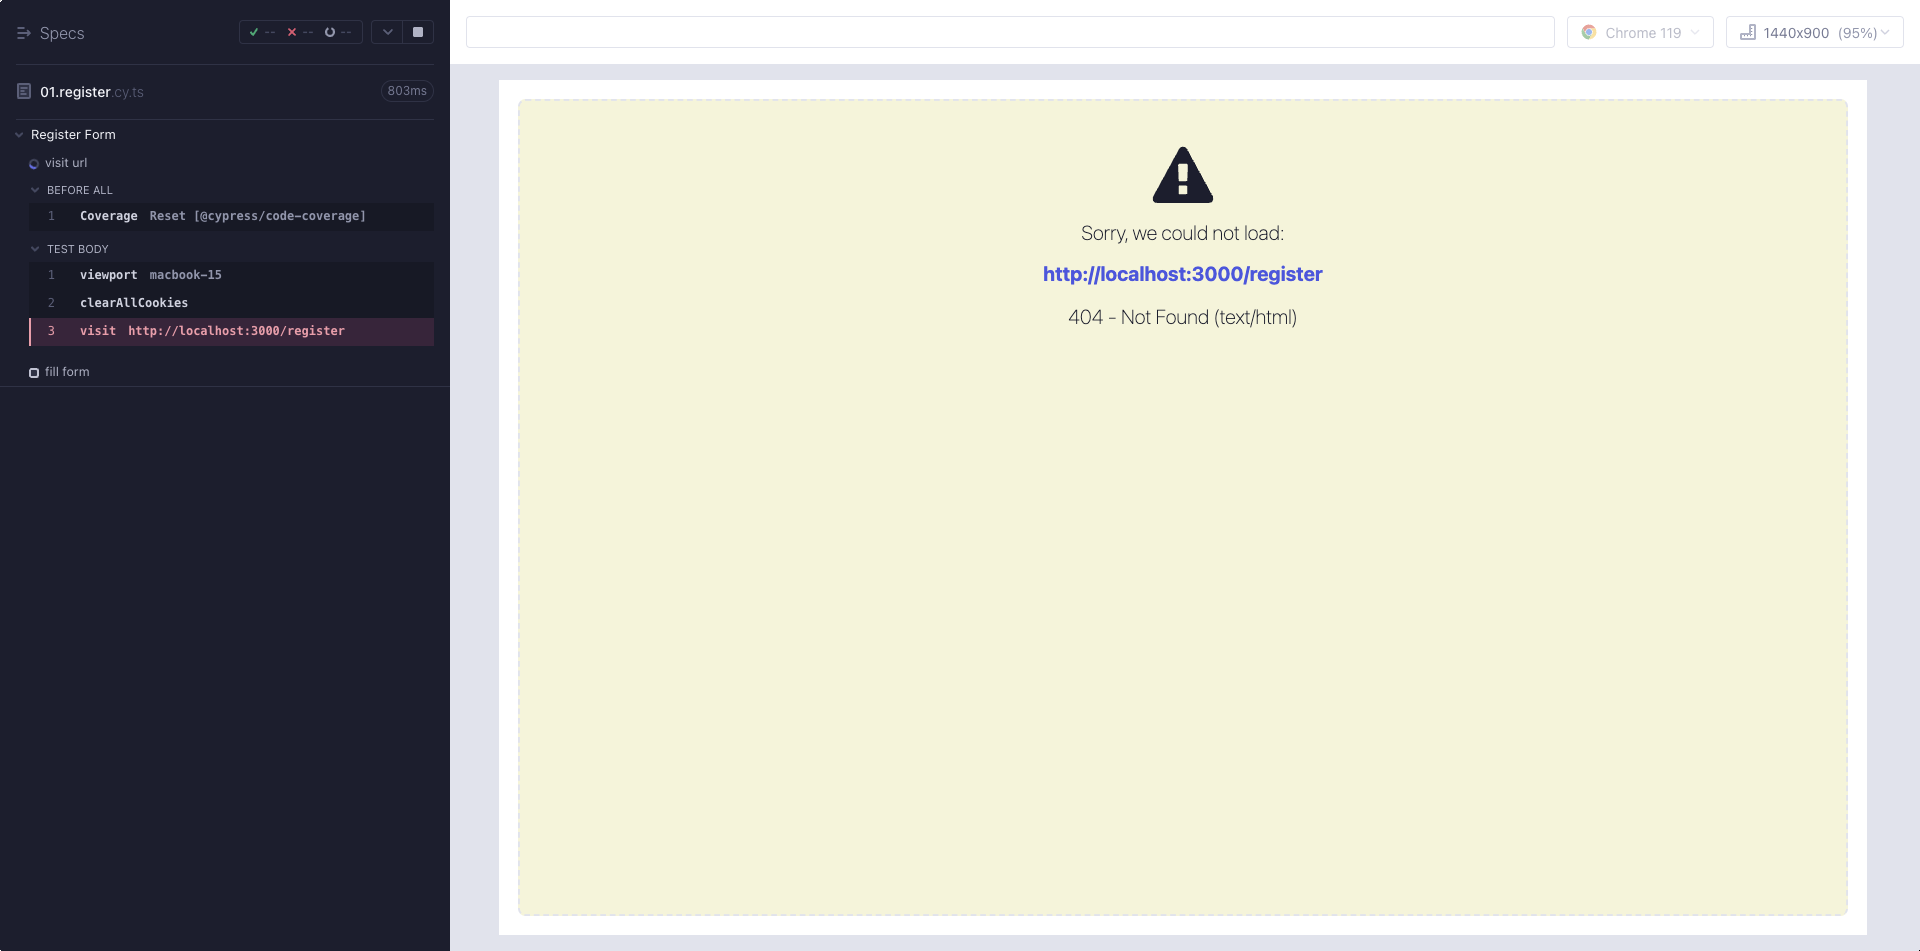 Specs
-- -- --
01.register.cy.ts
803ms
Register Form
visit url
BEFORE ALL
1 Coverage Reset [@cypress/code-coverage]
TEST BODY
1 viewport macbook-15
2 clearAllCookies
3 visit http://localhost:3000/register
fill form
Chrome 119
1440x900 (95%)
Sorry, we could not load:
http://localhost:3000/register
404 - Not Found (text/html)